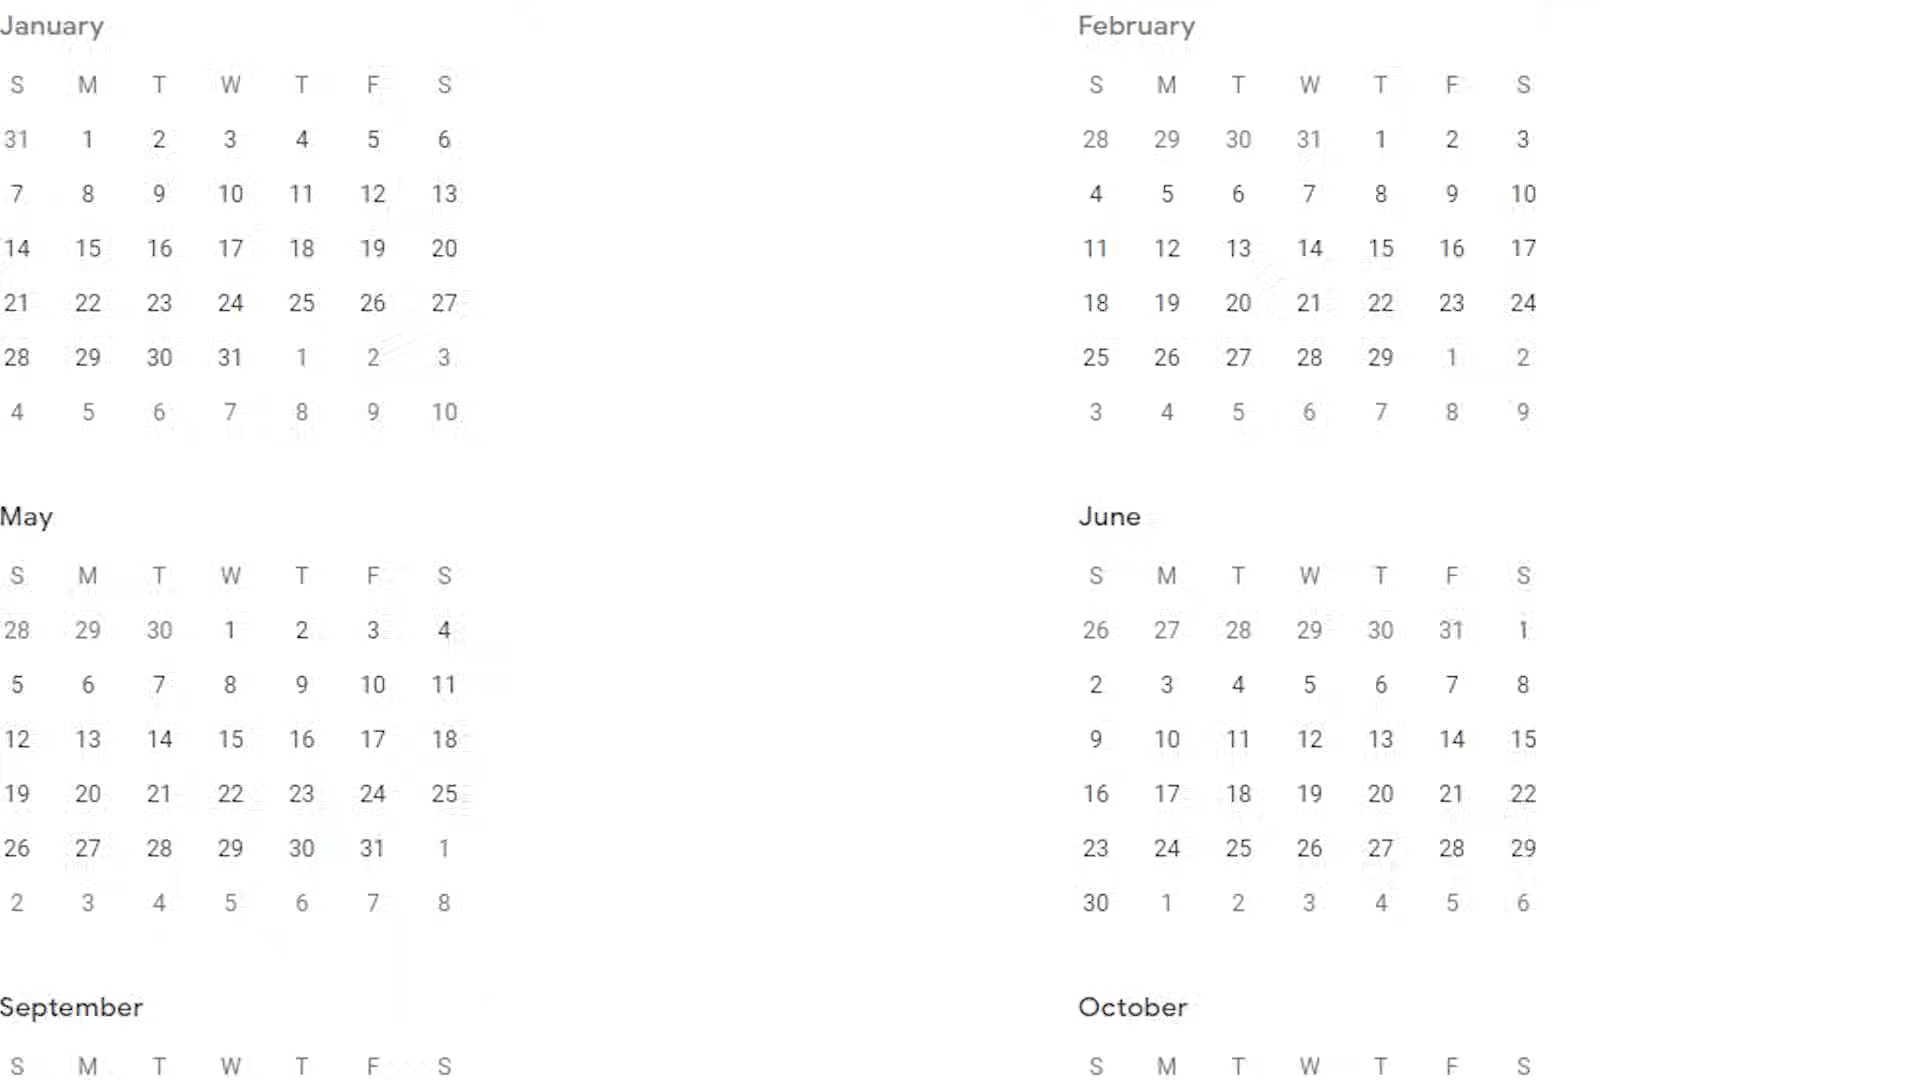 January
S M T W T F S
31 1 2 3 4 5 6
7 8 9 10 11 12 13
14 15 16 17 18 19 20
21 22 23 24 25 26 27
28 29 30 31 1 2 3
4 5 6 7 8 9 10
February
S M T W T F S
28 29 30 31 1 2 3
4 5 6 7 8 9 10
11 12 13 14 15 16 17
18 19 20 21 22 23 24
25 26 27 28 29 1 2
3 4 5 6 7 8 9
May
S M T W T F S
28 29 30 1 2 3 4
5 6 7 8 9 10 11
12 13 14 15 16 17 18
19 20 21 22 23 24 25
26 27 28 29 30 31 1
2 3 4 5 6 7 8
June
S M T W T F S
26 27 28 29 30 31 1
2 3 4 5 6 7 8
9 10 11 12 13 14 15
16 17 18 19 20 21 22
23 24 25 26 27 28 29
30 1 2 3 4 5 6
September
S M T W T F S
October
S M T W T F S